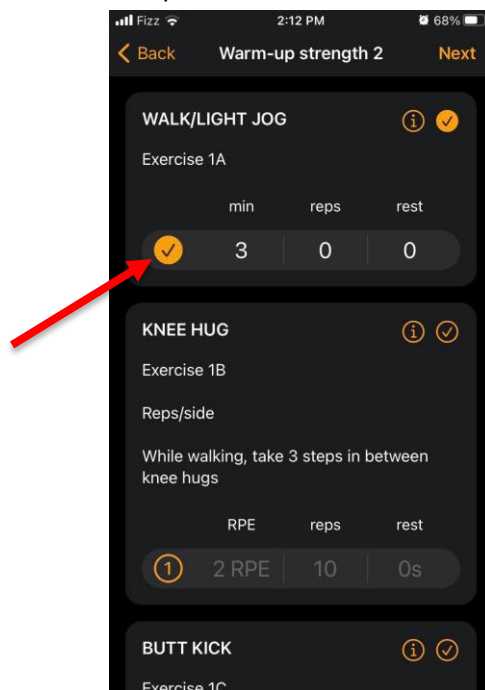 Fizz 2:12 PM 68%
Back Warm-up strength 2 Next
WALK/LIGHT JOG
Exercise 1A
min reps rest
3 0 0
KNEE HUG
Exercise 1B
Reps/side
While walking, take 3 steps in between
knee hugs
RPE reps rest
1 2 RPE 10 0s
BUTT KICK
Exercise 1C